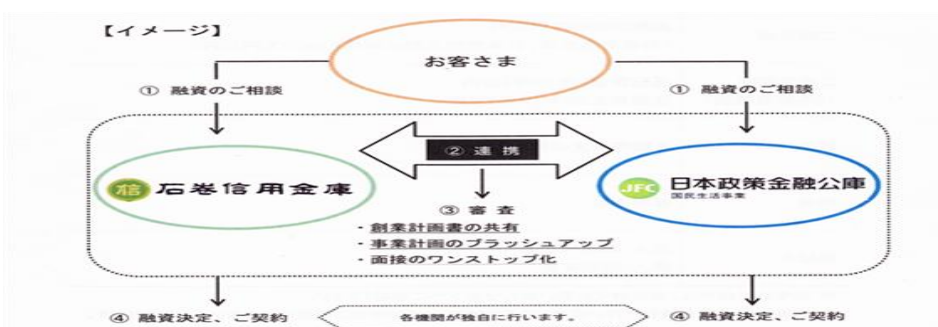 【イメージ】
お客さま
① 融資のご相談
① 融資のご相談
② 連携
信 石巻信用金庫
JFC 日本政策金融公庫
国民生活事業
③ 審査
・創業計画書の共有
・事業計画のブラッシュアップ
・面接のワンストップ化
④ 融資決定、ご契約
各機関が独自に行います。
④ 融資決定、ご契約